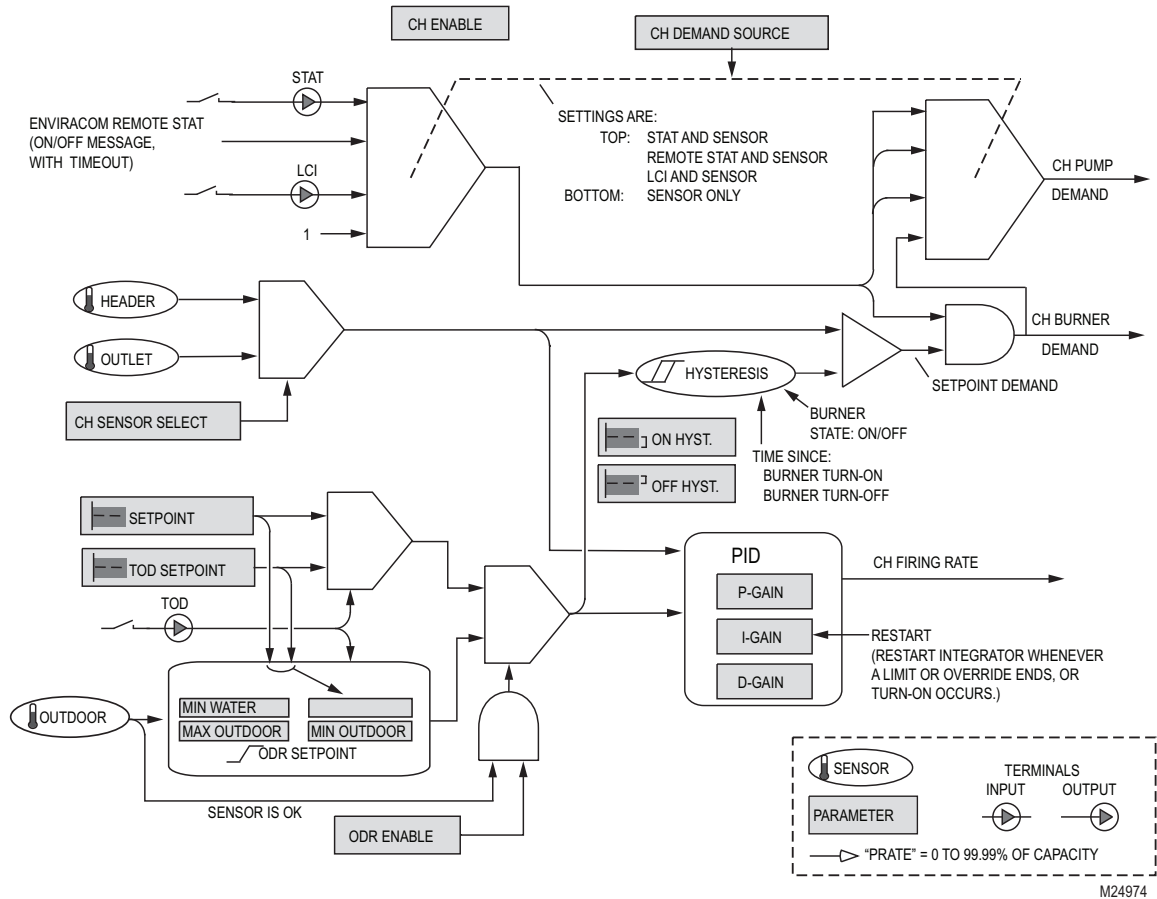 CH ENABLE
CH DEMAND SOURCE
STAT
ENVIRACOM REMOTE STAT
(ON/OFF MESSAGE,
WITH TIMEOUT)
LCI
1
SETTINGS ARE:
TOP: STAT AND SENSOR
REMOTE STAT AND SENSOR
LCI AND SENSOR
BOTTOM: SENSOR ONLY
CH PUMP
DEMAND
HEADER
OUTLET
CH SENSOR SELECT
CH BURNER
DEMAND
SETPOINT DEMAND
HYSTERESIS
BURNER
STATE: ON/OFF
ON HYST.
OFF HYST.
TIME SINCE:
BURNER TURN-ON
BURNER TURN-OFF
SETPOINT
TOD SETPOINT
TOD
PID
P-GAIN
I-GAIN
D-GAIN
CH FIRING RATE
RESTART
(RESTART INTEGRATOR WHENEVER
A LIMIT OR OVERRIDE ENDS, OR
TURN-ON OCCURS.)
OUTDOOR
MIN WATER
MAX OUTDOOR
MIN OUTDOOR
ODR SETPOINT
SENSOR IS OK
ODR ENABLE
SENSOR
TERMINALS
INPUT OUTPUT
PARAMETER
"PRATE" = 0 TO 99.99% OF CAPACITY
M24974